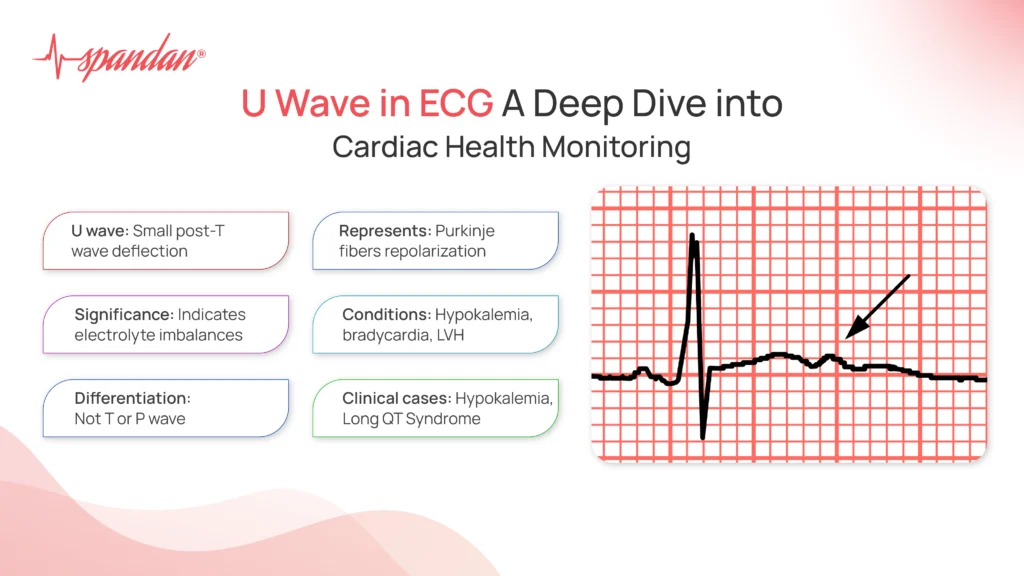 spandan®
U Wave in ECG A Deep Dive into
Cardiac Health Monitoring
U wave: Small post-T
wave deflection
Represents: Purkinje
fibers repolarization
Significance: Indicates
electrolyte imbalances
Conditions: Hypokalemia,
bradycardia, LVH
Differentiation:
Not T or P wave
Clinical cases: Hypokalemia,
Long QT Syndrome